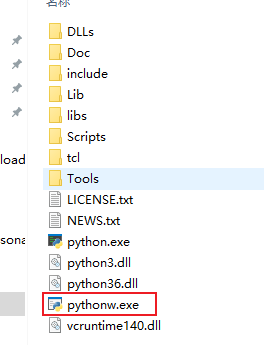 名称
DLLs
Doc
include
Lib
libs
Scripts
tcl
Tools
LICENSE.txt
NEWS.txt
python.exe
python3.dll
python36.dll
pythonw.exe
vcruntime140.dll
load
sona